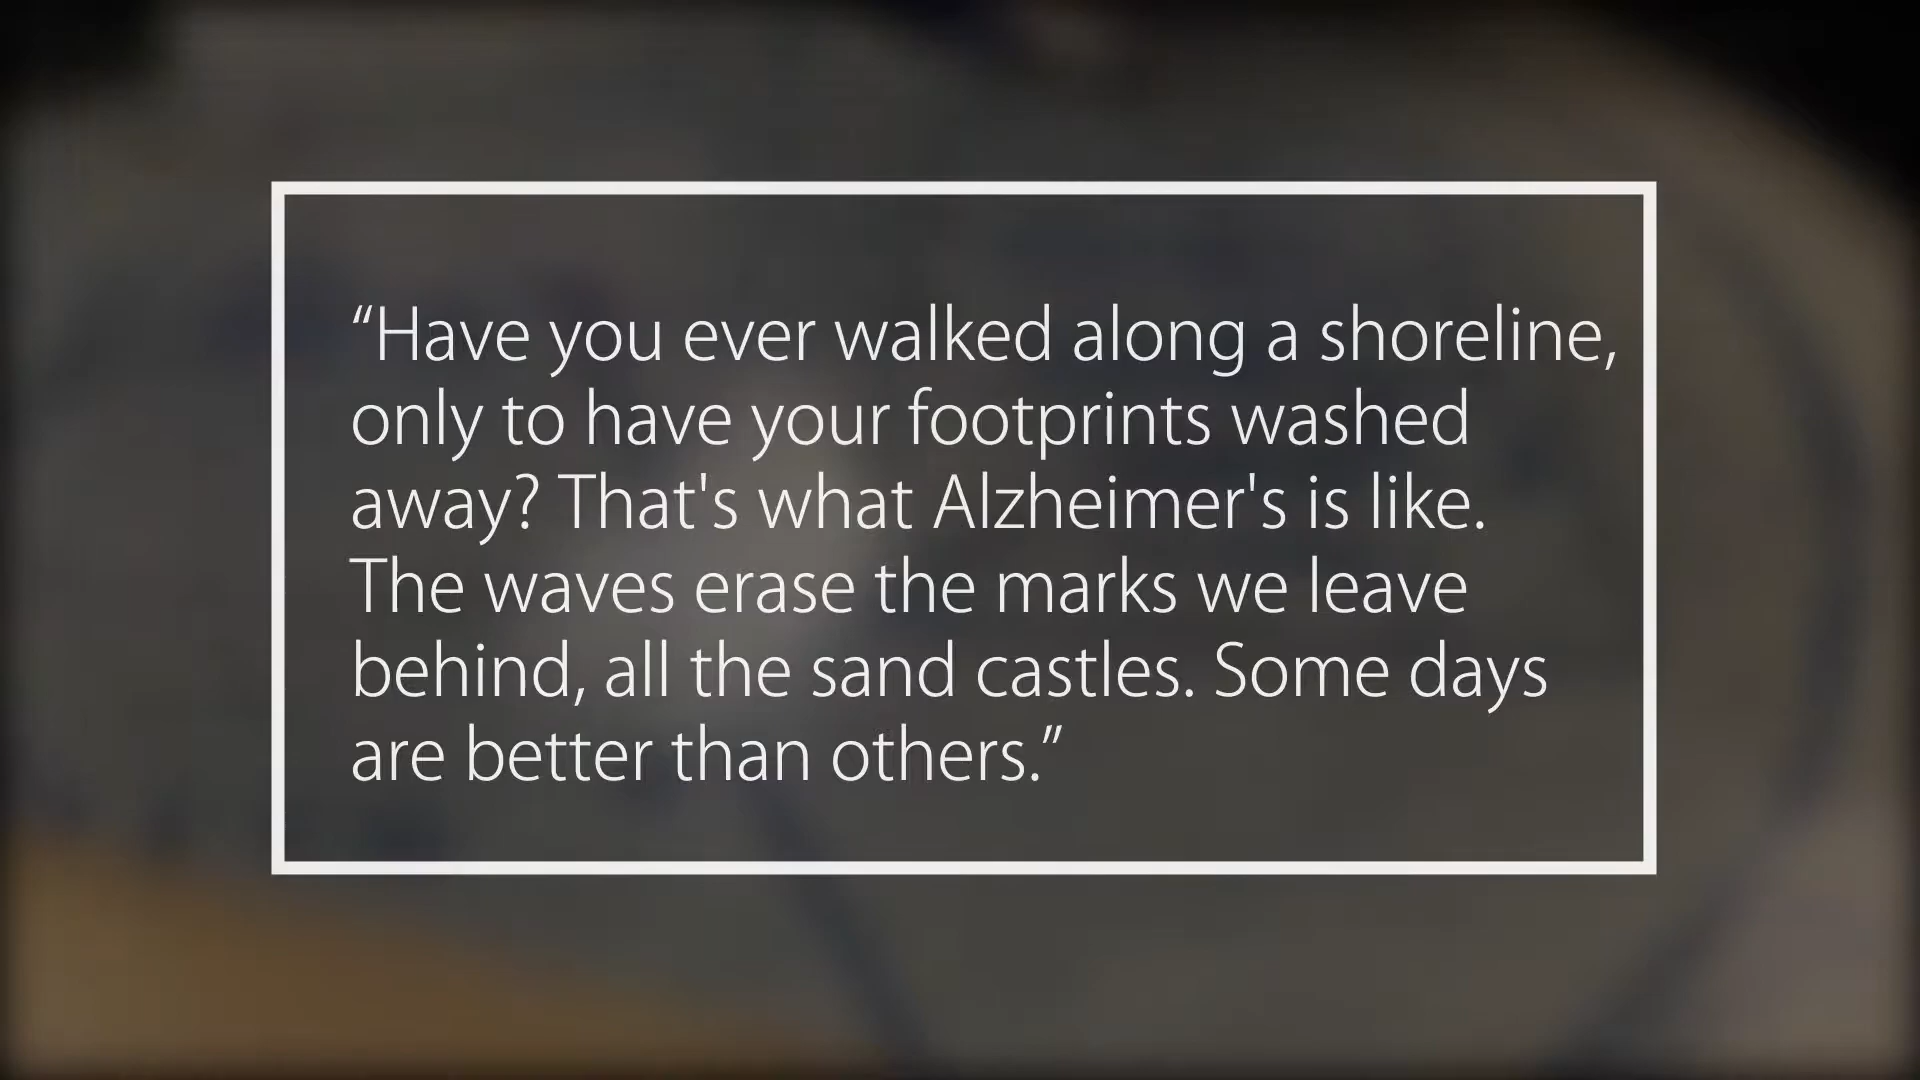 “Have you ever walked along a shoreline,
only to have your footprints washed
away? That's what Alzheimer's is like.
The waves erase the marks we leave
behind, all the sand castles. Some days
are better than others.”